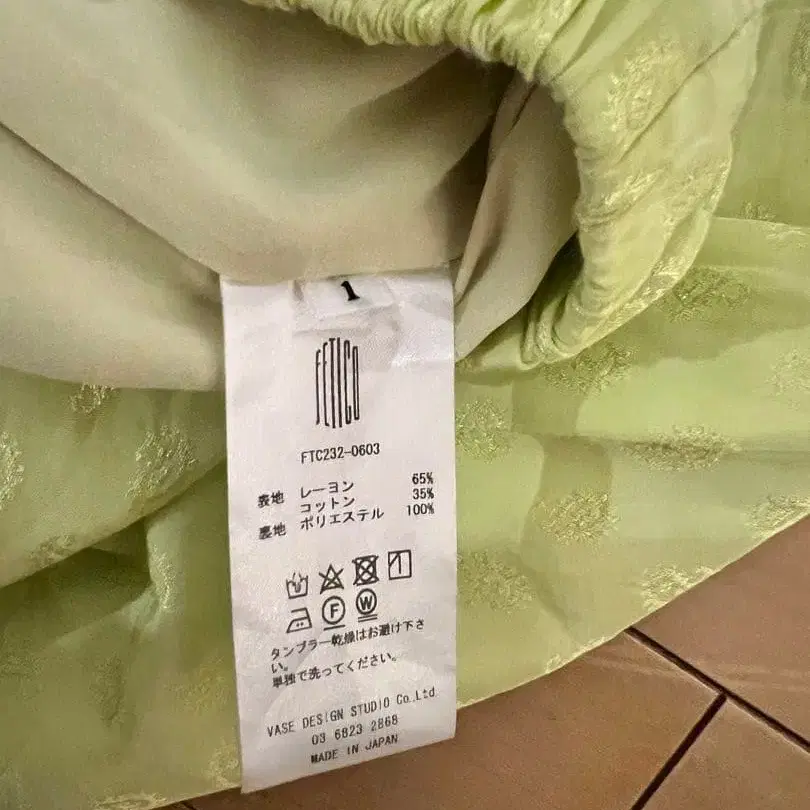 1
FETICO
FTC232-0603
表地 レーヨン 65%
コットン 35%
裏地 ポリエステル 100%
F W
タンブラー乾燥はお避け下さ
い。
単独で洗ってください。
VASE DESIGN STUDIO Co.,Ltd.
03 6823 2868
MADE IN JAPAN